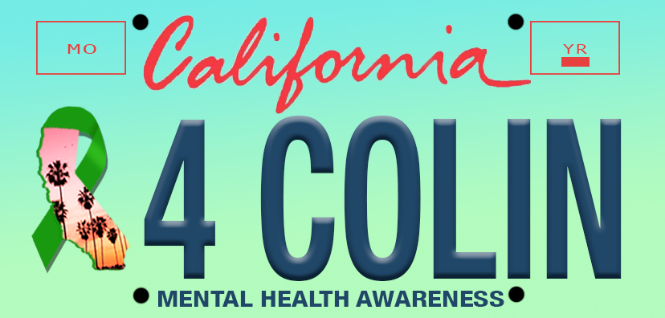 MO
California
YR
4 COLIN
MENTAL HEALTH AWARENESS